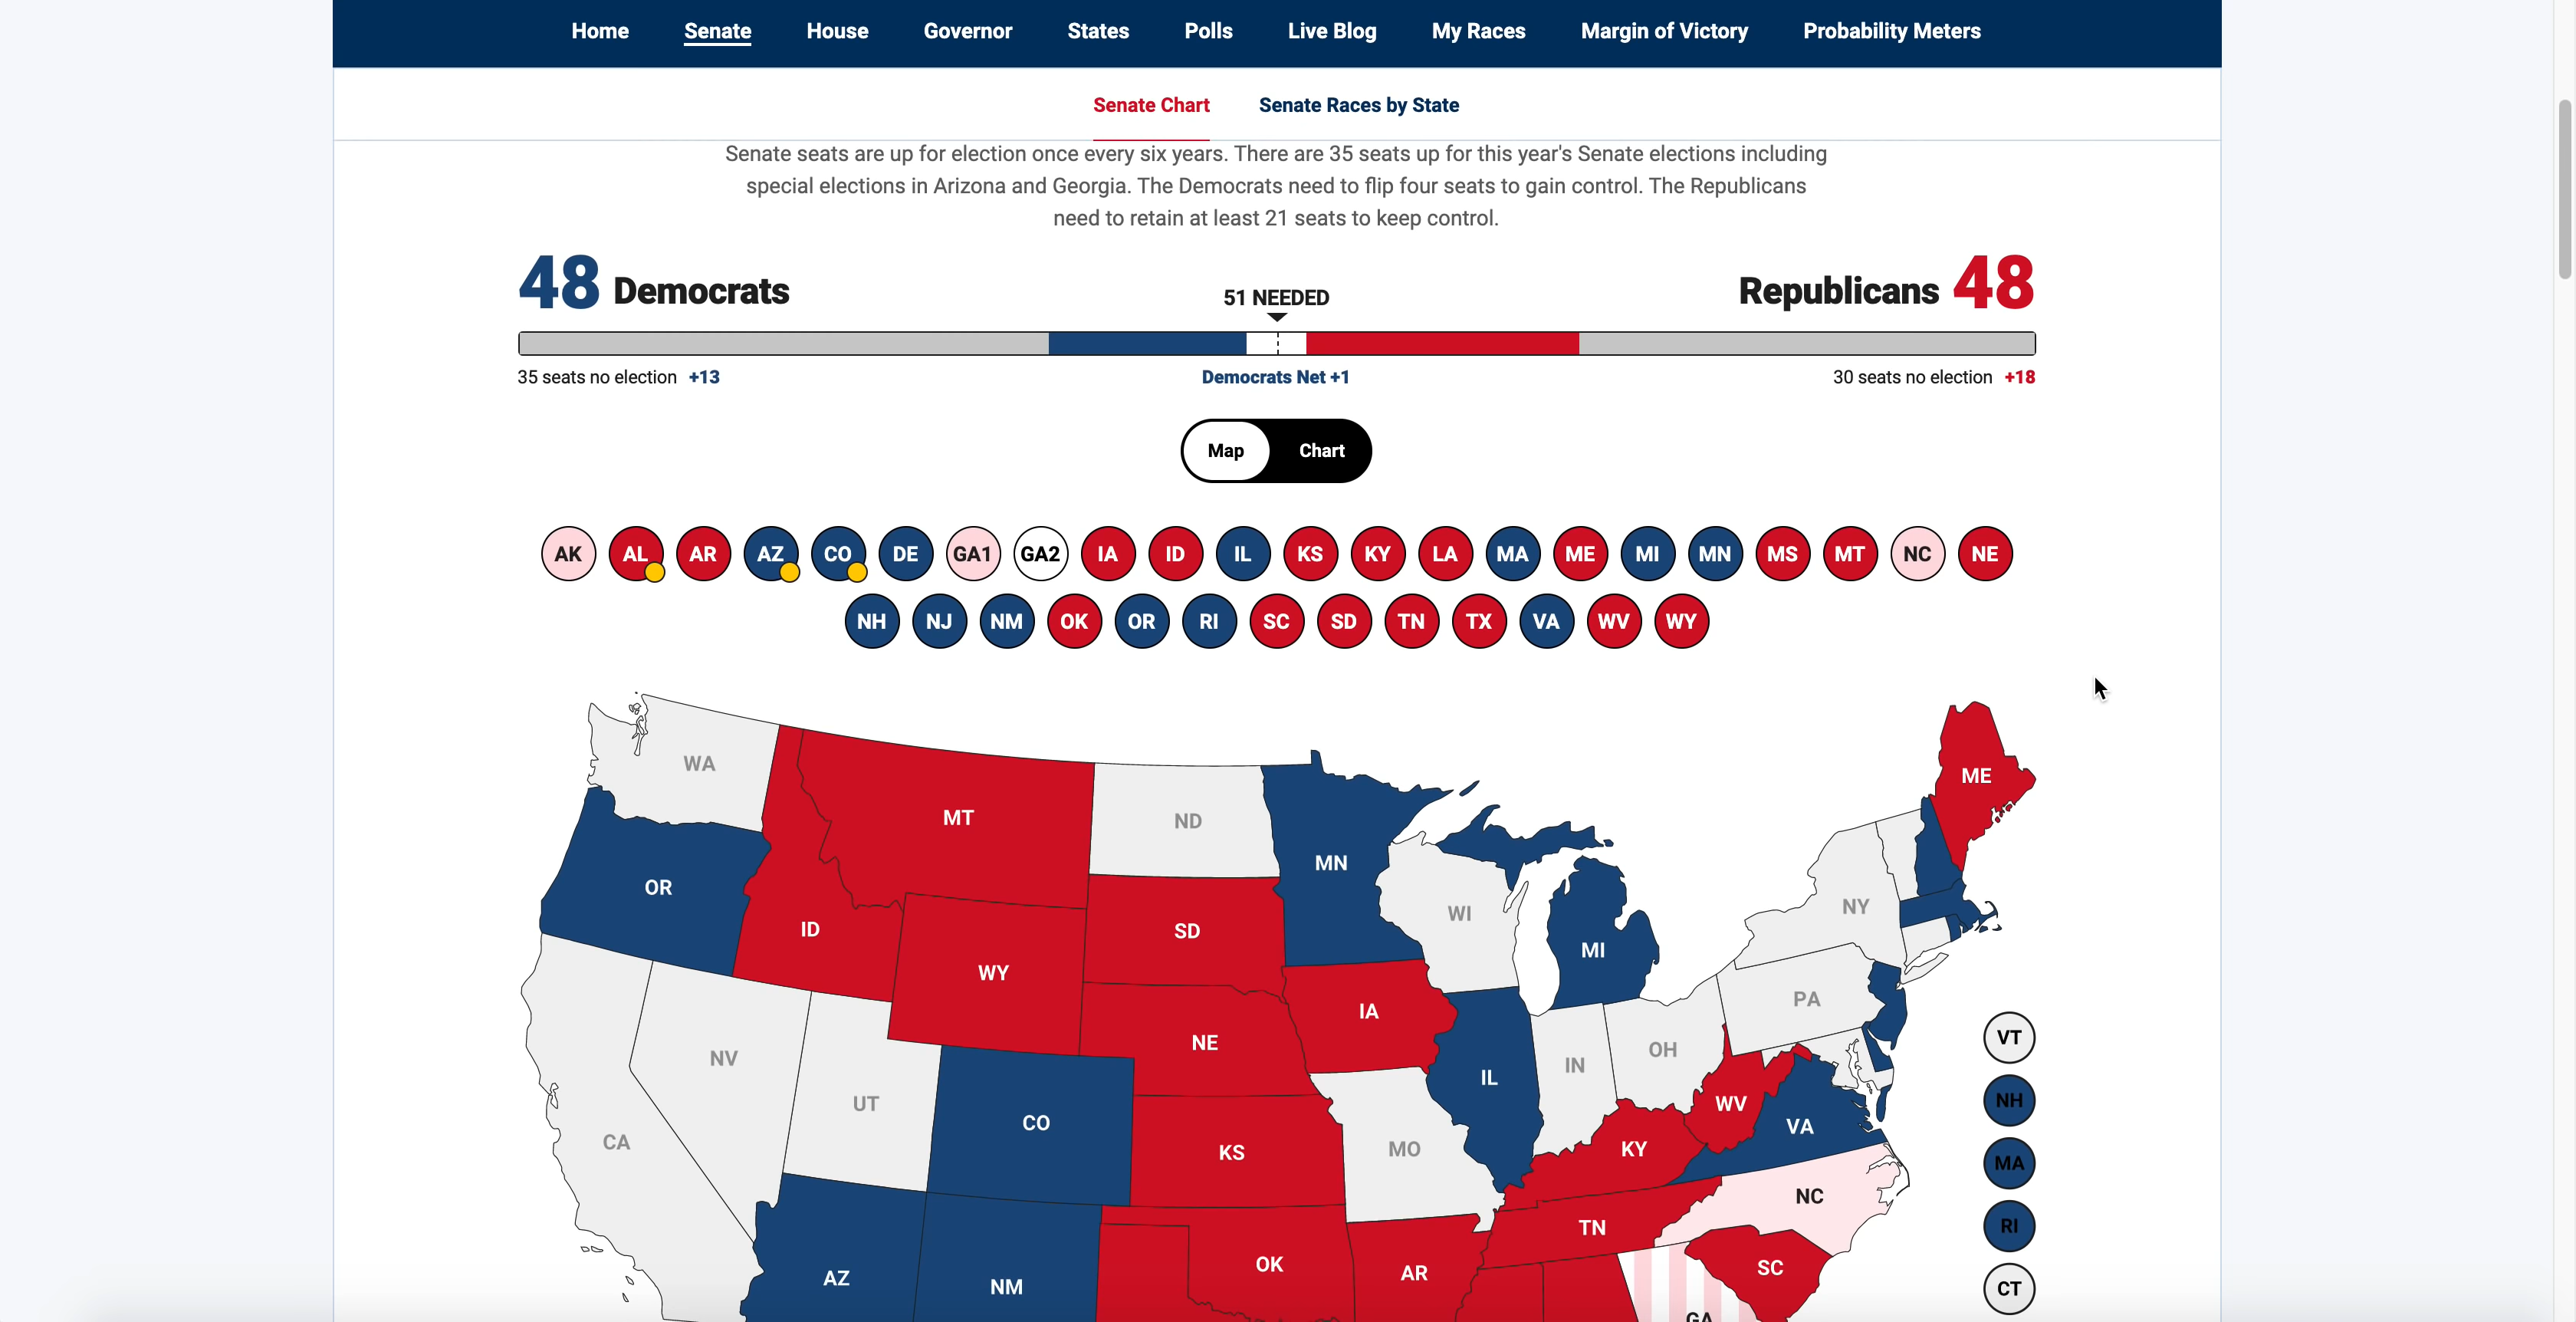 Home Senate House Governor States Polls Live Blog My Races Margin of Victory Probability Meters
Senate Chart Senate Races by State
Senate seats are up for election once every six years. There are 35 seats up for this year's Senate elections including
special elections in Arizona and Georgia. The Democrats need to flip four seats to gain control. The Republicans
need to retain at least 21 seats to keep control.
48 Democrats
51 NEEDED
Republicans 48
35 seats no election +13
Democrats Net +1
30 seats no election +18
Map Chart
AK AL AR AZ CO DE GA1 GA2 IA ID IL KS KY LA MA ME MI MN MS MT NC NE
NH NJ NM OK OR RI SC SD TN TX VA WV WY
WA
ME
MT
ND
MN
OR
NY
WI
ID
SD
MI
WY
PA
IA
VT
NE
OH
NV
IN
IL
NH
UT
WV
CO
VA
CA
MO
KY
KS
MA
NC
RI
TN
OK
SC
AR
AZ
NM
CT
GA